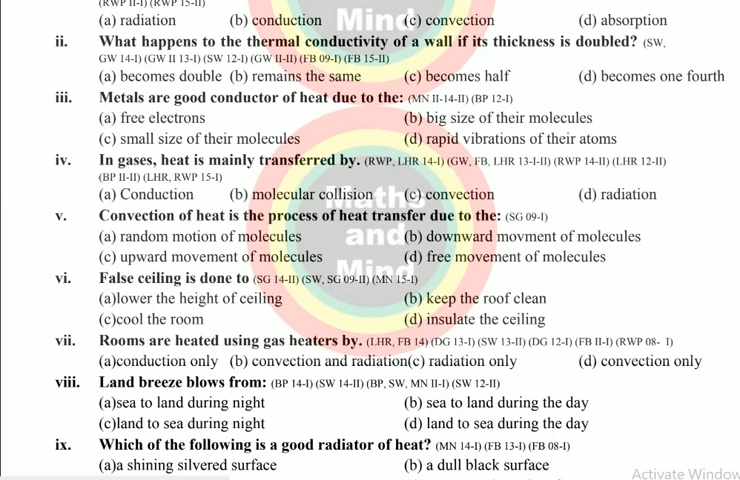 (RWP II-I) (RWP 15-II)
(a) radiation (b) conduction (c) convection (d) absorption
ii. What happens to the thermal conductivity of a wall if its thickness is doubled? (SW,
GW 14-I) (GW II 13-I) (SW 12-I) (GW II-II) (FB 09-I) (FB 15-II)
(a) becomes double (b) remains the same (c) becomes half (d) becomes one fourth
iii. Metals are good conductor of heat due to the: (MN II-14-II) (BP 12-I)
(a) free electrons (b) big size of their molecules
(c) small size of their molecules (d) rapid vibrations of their atoms
iv. In gases, heat is mainly transferred by. (RWP, LHR 14-I) (GW, FB, LHR 13-I-II) (RWP 14-II) (LHR 12-II)
(BP II-II) (LHR, RWP 15-I)
(a) Conduction (b) molecular collision (c) convection (d) radiation
v. Convection of heat is the process of heat transfer due to the: (SG 09-I)
(a) random motion of molecules (b) downward movment of molecules
(c) upward movement of molecules (d) free movement of molecules
vi. False ceiling is done to (SG 14-II) (SW, SG 09-II) (MN 15-I)
(a)lower the height of ceiling (b) keep the roof clean
(c)cool the room (d) insulate the ceiling
vii. Rooms are heated using gas heaters by. (LHR, FB 14) (DG 13-I) (SW 13-II) (DG 12-I) (FB II-I) (RWP 08- I)
(a)conduction only (b) convection and radiation(c) radiation only (d) convection only
viii. Land breeze blows from: (BP 14-I) (SW 14-II) (BP, SW, MN II-I) (SW 12-II)
(a)sea to land during night (b) sea to land during the day
(c)land to sea during night (d) land to sea during the day
ix. Which of the following is a good radiator of heat? (MN 14-I) (FB 13-I) (FB 08-I)
(a)a shining silvered surface (b) a dull black surface
Mind
Maths
and
Mind
Activate Window